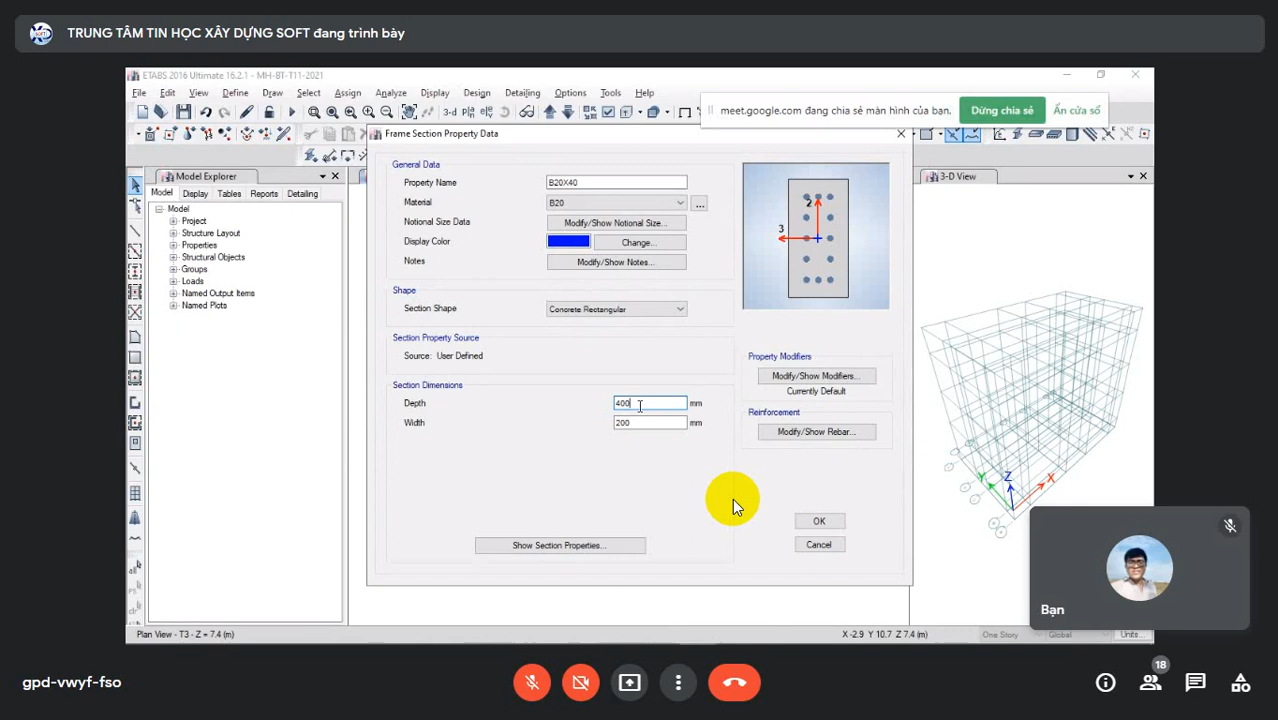 TRUNG TÂM TIN HỌC XÂY DỰNG SOFT đang trình bày
ETABS 2016 Ultimate 16.2.1 - MH-BT-T11-2021
File Edit View Define Draw Select Assign Analyze Display Design Detailing Options Tools Help
meet.google.com đang chia sẻ màn hình của bạn. Dừng chia sẻ Ẩn cửa sổ
3-d
Frame Section Property Data
Model Explorer
Model Display Tables Reports Detailing
Model
Project
Structure Layout
Properties
Structural Objects
Groups
Loads
Named Output Items
Named Plots
General Data
Property Name B20X40
Material B20 ...
Notional Size Data Modify/Show Notional Size...
Display Color Change...
Notes Modify/Show Notes...
Shape
Section Shape Concrete Rectangular
Section Property Source
Source: User Defined
Section Dimensions
Depth 400 mm
Width 200 mm
Show Section Properties...
2
3
Property Modifiers
Modify/Show Modifiers...
Currently Default
Reinforcement
Modify/Show Rebar...
OK
Cancel
3-D View
Y Z X
Bạn
Plan View - T3 - Z = 7.4 (m) X -2.9 Y 10.7 Z 7.4 (m) One Story Global Units...
gpd-vwyf-fso
18